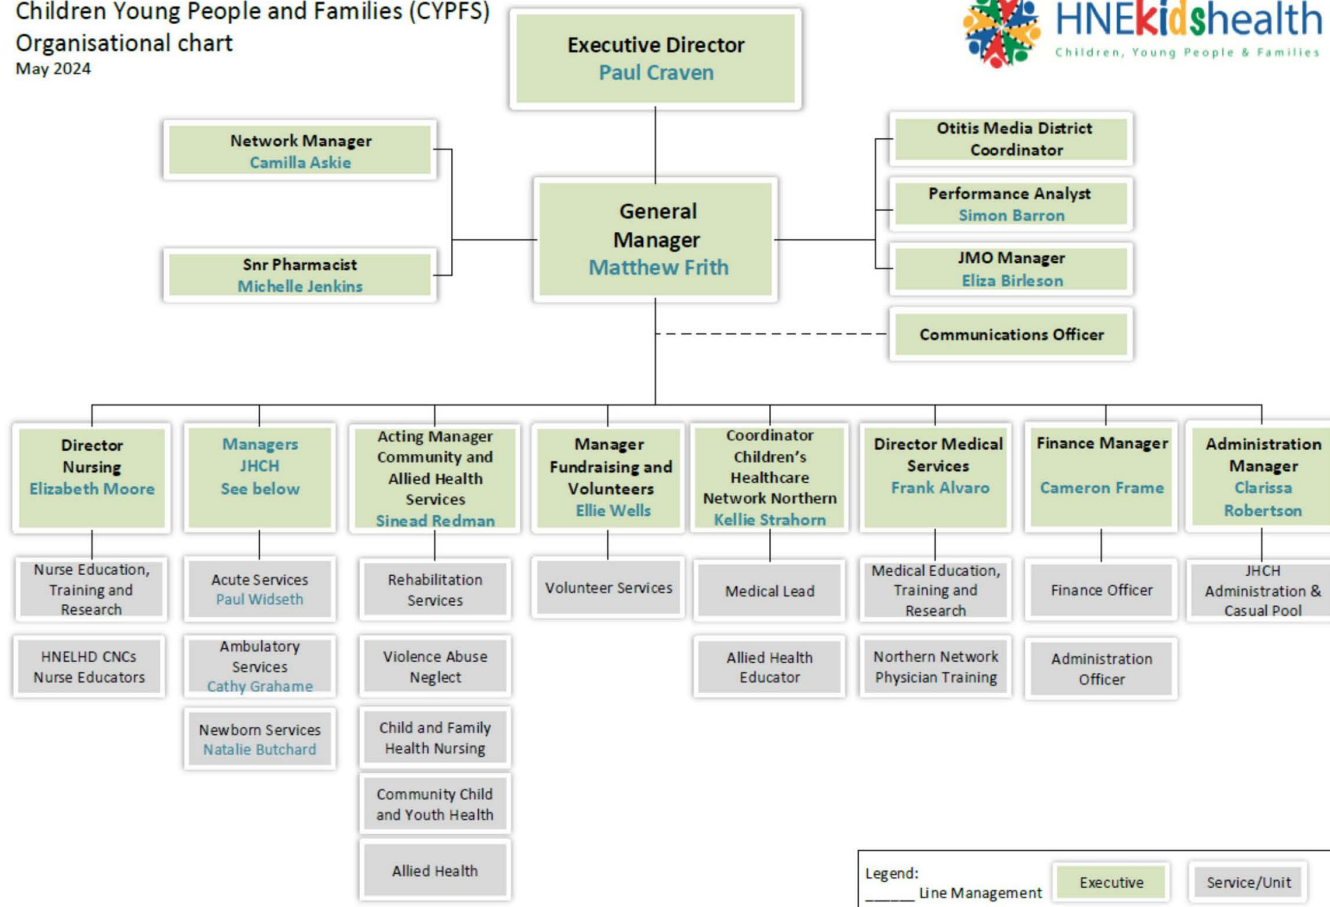 Children Young People and Families (CYPFS)
Organisational chart
May 2024
HNEkidshealth
Children, Young People & Families
Executive Director
Paul Craven
Network Manager
Camilla Askie
Snr Pharmacist
Michelle Jenkins
General
Manager
Matthew Frith
Otitis Media District
Coordinator
Performance Analyst
Simon Barron
JMO Manager
Eliza Birleson
Communications Officer
Director
Nursing
Elizabeth Moore
Nurse Education,
Training and
Research
HNELHD CNCs
Nurse Educators
Managers
JHCH
See below
Acute Services
Paul Widseth
Ambulatory
Services
Cathy Grahame
Newborn Services
Natalie Butchard
Acting Manager
Community and
Allied Health
Services
Sinead Redman
Rehabilitation
Services
Violence Abuse
Neglect
Child and Family
Health Nursing
Community Child
and Youth Health
Allied Health
Manager
Fundraising and
Volunteers
Ellie Wells
Volunteer Services
Coordinator
Children's
Healthcare
Network Northern
Kellie Strahorn
Medical Lead
Allied Health
Educator
Director Medical
Services
Frank Alvaro
Medical Education,
Training and
Research
Northern Network
Physician Training
Finance Manager
Cameron Frame
Finance Officer
Administration
Officer
Administration
Manager
Clarissa
Robertson
JHCH
Administration &
Casual Pool
Legend:
______ Line Management
Executive
Service/Unit